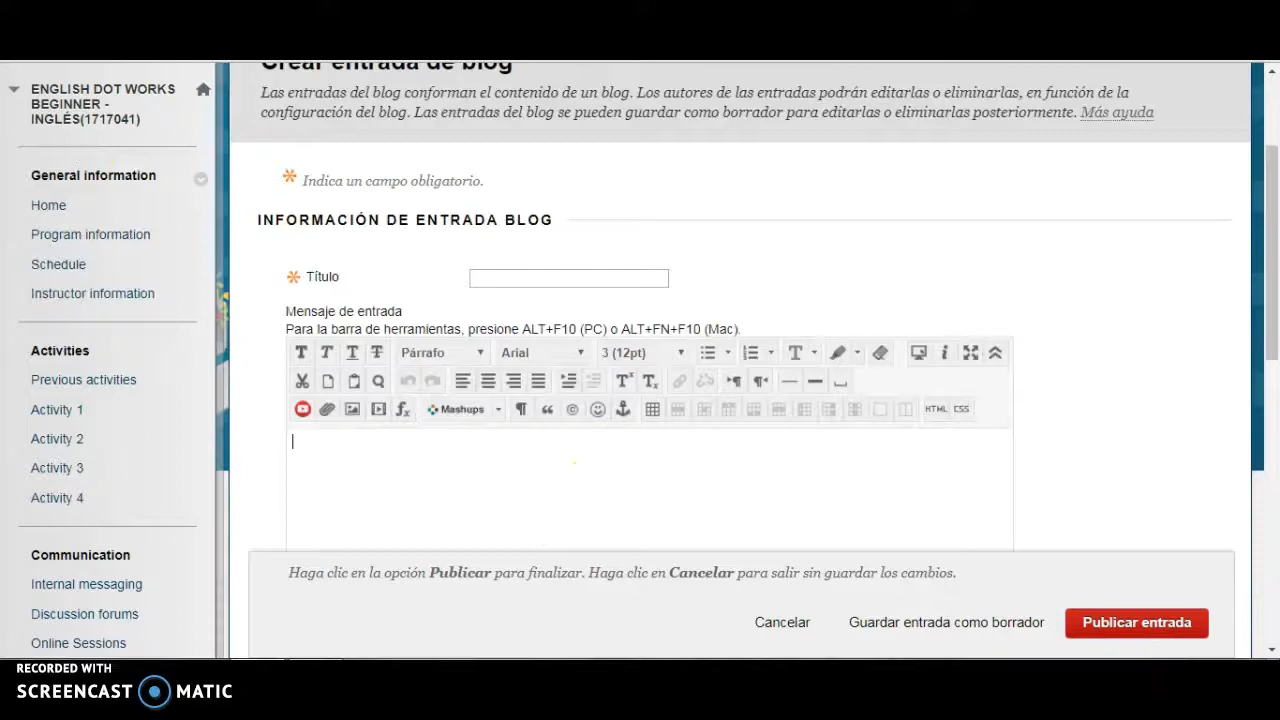 Crear entrada de blog
Las entradas del blog conforman el contenido de un blog. Los autores de las entradas podrán editarlas o eliminarlas, en función de la
configuración del blog. Las entradas del blog se pueden guardar como borrador para editarlas o eliminarlas posteriormente. Más ayuda
ENGLISH DOT WORKS
BEGINNER -
INGLÉS(1717041)
General information
Home
Program information
Schedule
Instructor information
Activities
Previous activities
Activity 1
Activity 2
Activity 3
Activity 4
Communication
Internal messaging
Discussion forums
Online Sessions
Indica un campo obligatorio.
INFORMACIÓN DE ENTRADA BLOG
Título
Mensaje de entrada
Para la barra de herramientas, presione ALT+F10 (PC) o ALT+FN+F10 (Mac).
T T T T Párrafo Arial 3 (12pt) T
Mashups HTML CSS
Haga clic en la opción Publicar para finalizar. Haga clic en Cancelar para salir sin guardar los cambios.
Cancelar Guardar entrada como borrador Publicar entrada
RECORDED WITH
SCREENCAST MATIC